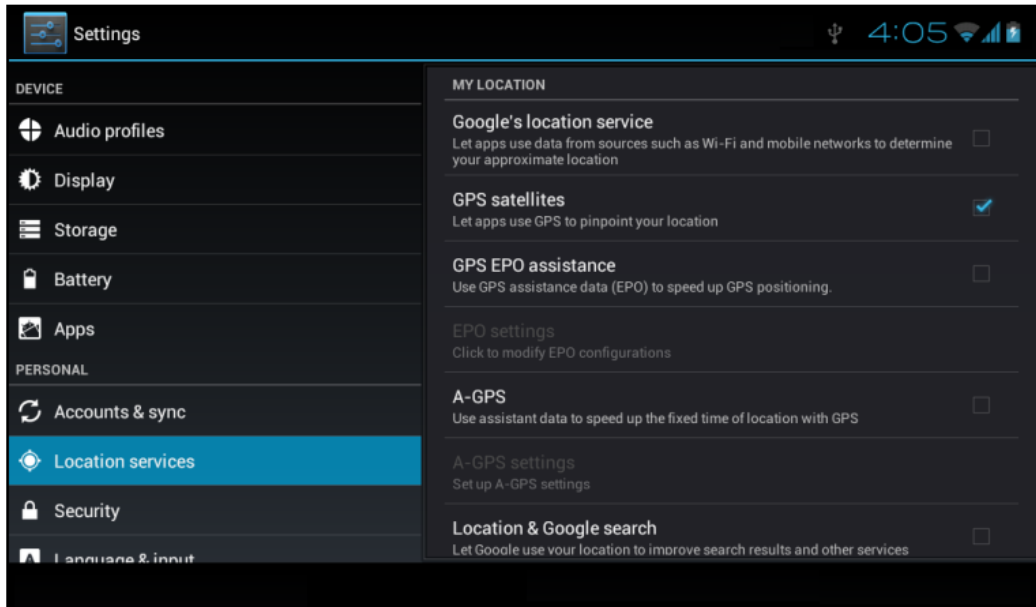 Settings
4:05
DEVICE
Audio profiles
Display
Storage
Battery
Apps
PERSONAL
Accounts & sync
Location services
Security
Language & input
MY LOCATION
Google's location service
Let apps use data from sources such as Wi-Fi and mobile networks to determine
your approximate location
GPS satellites
Let apps use GPS to pinpoint your location
GPS EPO assistance
Use GPS assistance data (EPO) to speed up GPS positioning.
EPO settings
Click to modify EPO configurations
A-GPS
Use assistant data to speed up the fixed time of location with GPS
A-GPS settings
Set up A-GPS settings
Location & Google search
Let Google use your location to improve search results and other services